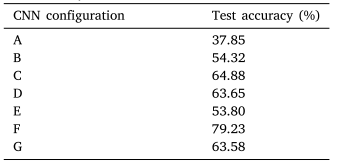 CNN configuration Test accuracy (%)
A 37.85
B 54.32
C 64.88
D 63.65
E 53.80
F 79.23
G 63.58